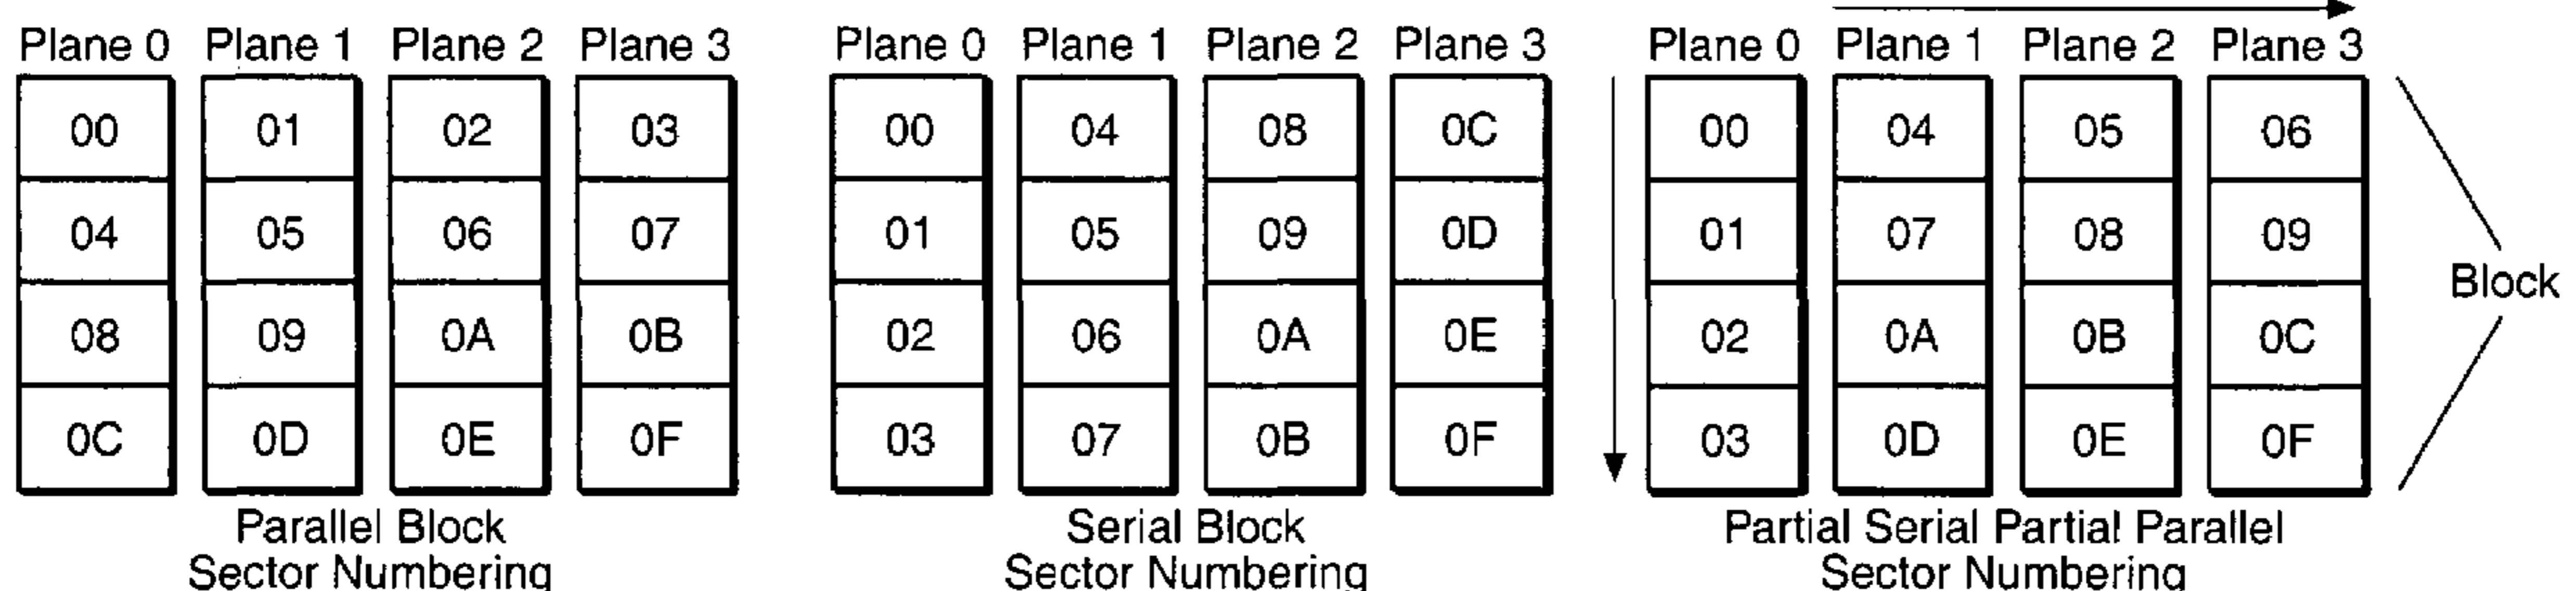 Plane 0 Plane 1 Plane 2 Plane 3
00 01 02 03
04 05 06 07
08 09 0A 0B
0C 0D 0E 0F
Parallel Block
Sector Numbering
Plane 0 Plane 1 Plane 2 Plane 3
00 04 08 0C
01 05 09 0D
02 06 0A 0E
03 07 0B 0F
Serial Block
Sector Numbering
Plane 0 Plane 1 Plane 2 Plane 3
00 04 05 06
01 07 08 09
02 0A 0B 0C
03 0D 0E 0F
Block
Partial Serial Partial Parallel
Sector Numbering